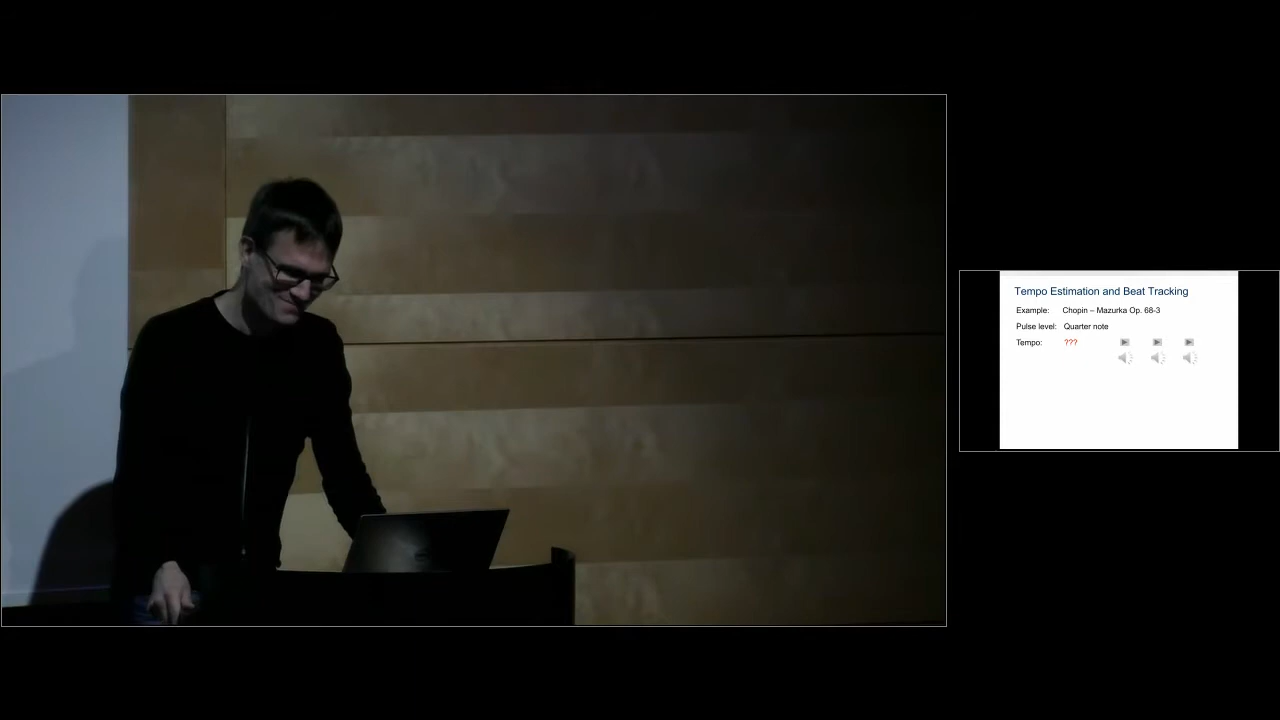 Tempo Estimation and Beat Tracking
Example: Chopin – Mazurka Op. 68-3
Pulse level: Quarter note
Tempo: ???